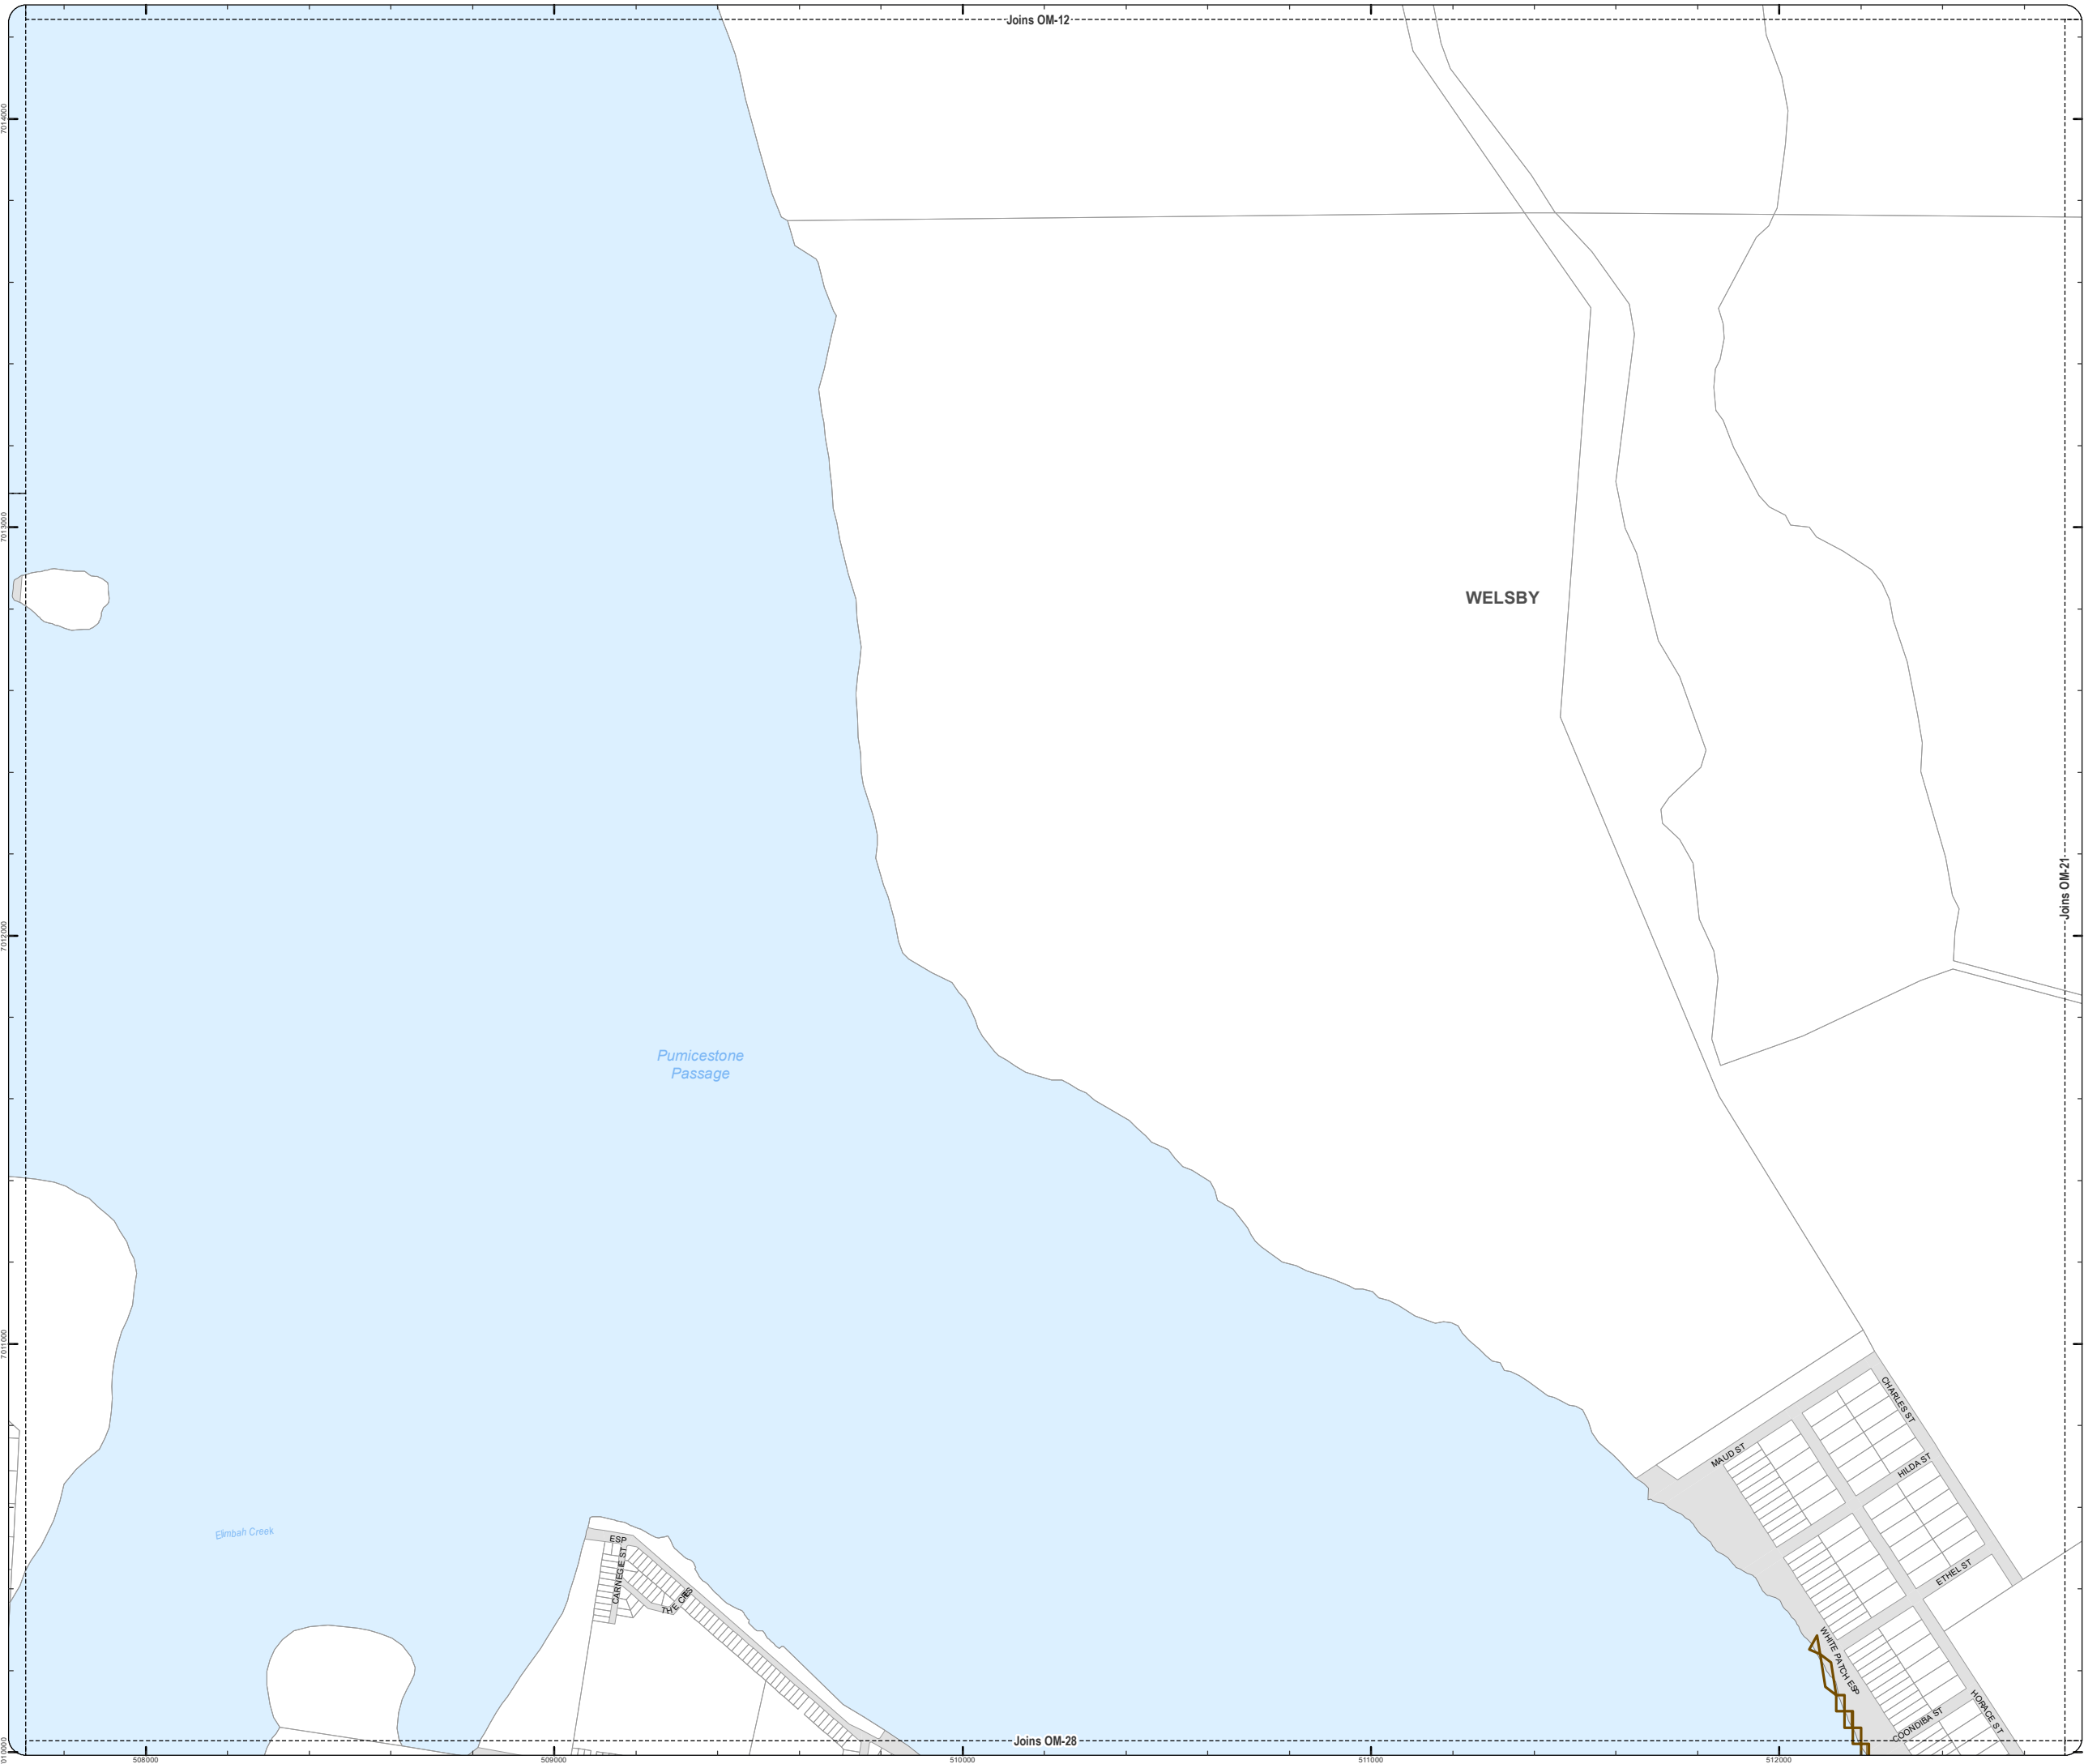 Joins OM-12
7014000
7013000
WELSBY
Joins OM-21
7012000
Pumicestone
Passage
7011000
CHARLES ST
MAUD ST
HILDA ST
Elimbah Creek
ESP
CARNEGIE ST
THE
ETHEL ST
WHITE PATCH ESP
HORACE ST
COONDIBA ST
Joins OM-28
508000
509000
510000
511000
512000